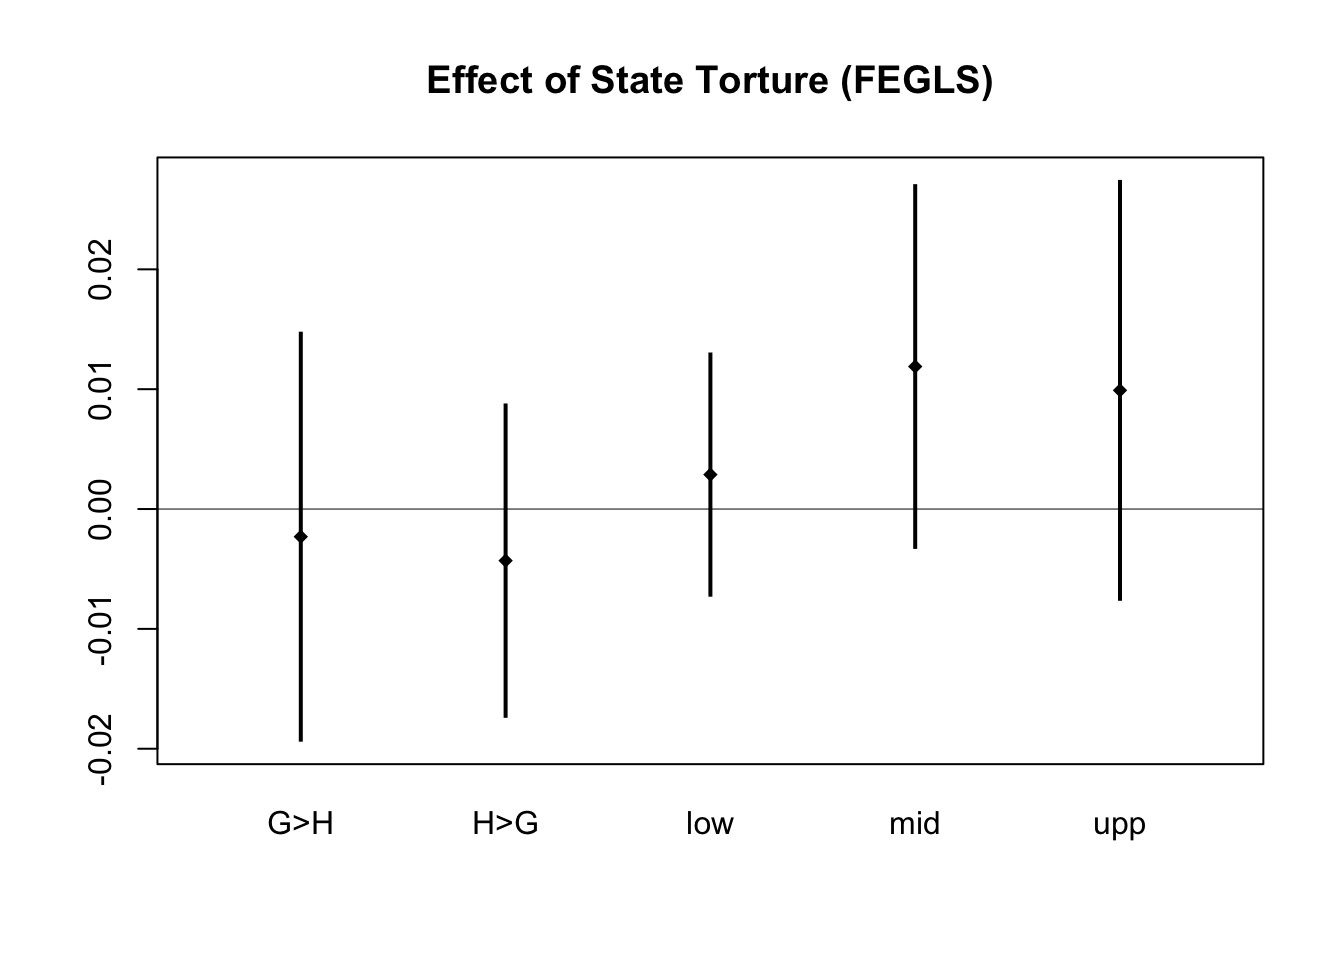 Effect of State Torture (FEGLS)
0.02
0.01
0.00
-0.01
-0.02
G>H H>G low mid upp